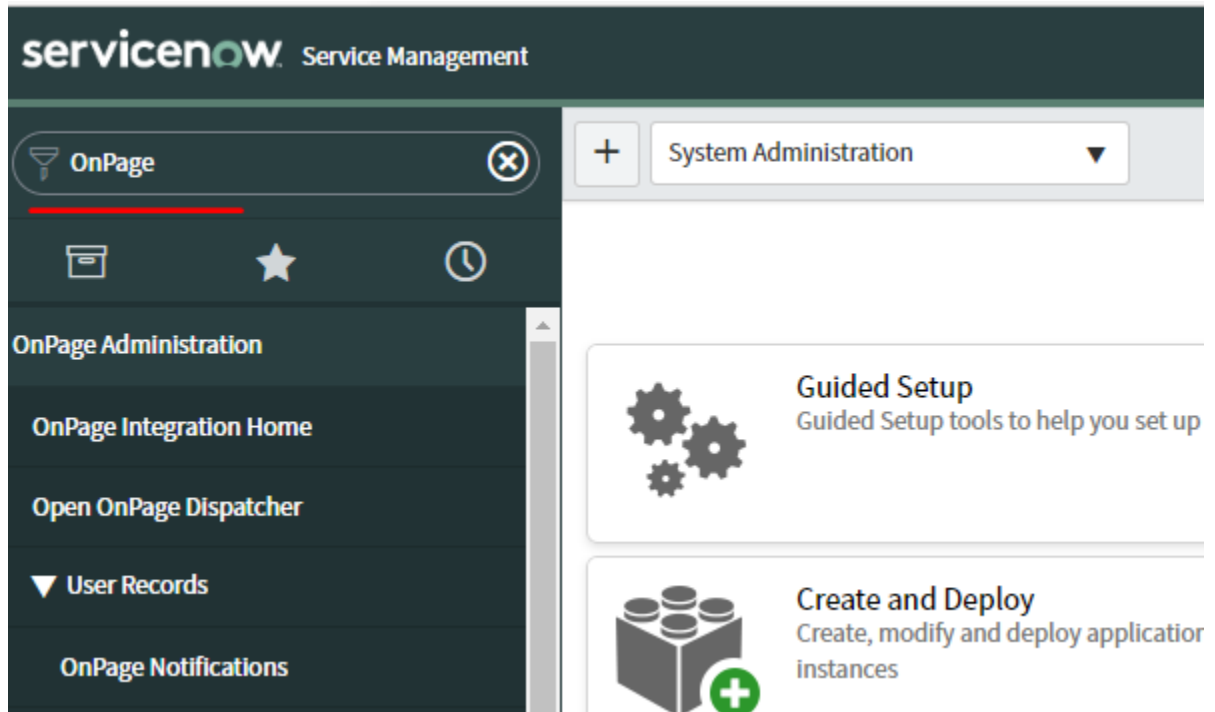 servicenow Service Management
OnPage
System Administration
OnPage Administration
OnPage Integration Home
Open OnPage Dispatcher
User Records
OnPage Notifications
Guided Setup
Guided Setup tools to help you set up
Create and Deploy
Create, modify and deploy application
instances